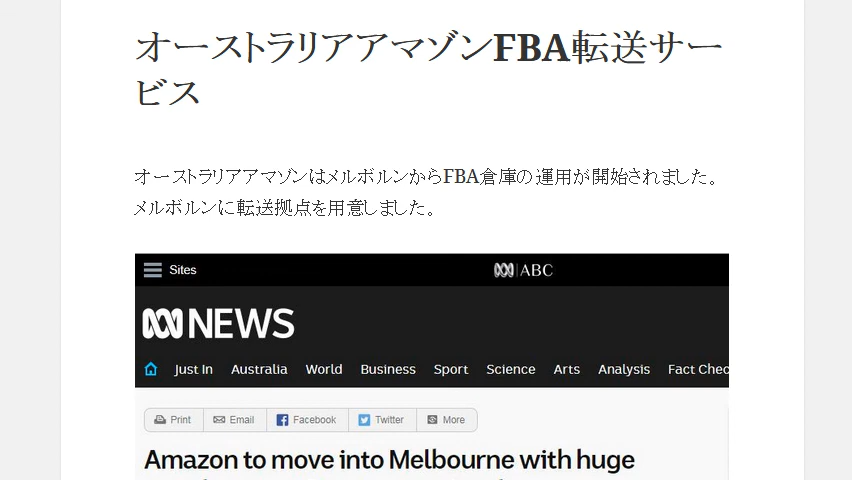 オーストラリアアマゾンFBA転送サー
ビス
オーストラリアアマゾンはメルボルンからFBA倉庫の運用が開始されました。
メルボルンに転送拠点を用意しました。
Sites ABC
NEWS
Just In Australia World Business Sport Science Arts Analysis Fact Chec
Print Email Facebook Twitter More
Amazon to move into Melbourne with huge